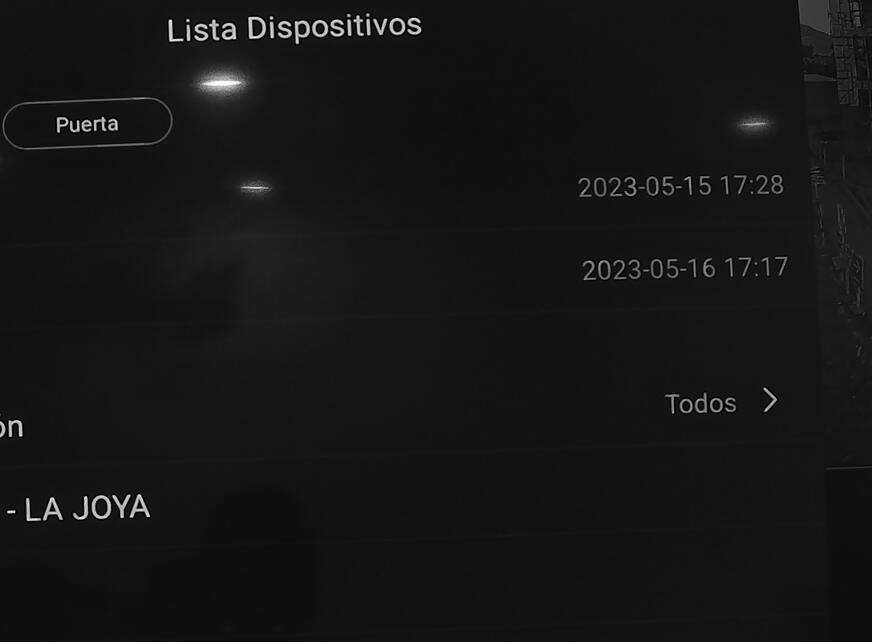 Lista Dispositivos
Puerta
2023-05-15 17:28
2023-05-16 17:17
ón
Todos
- LA JOYA